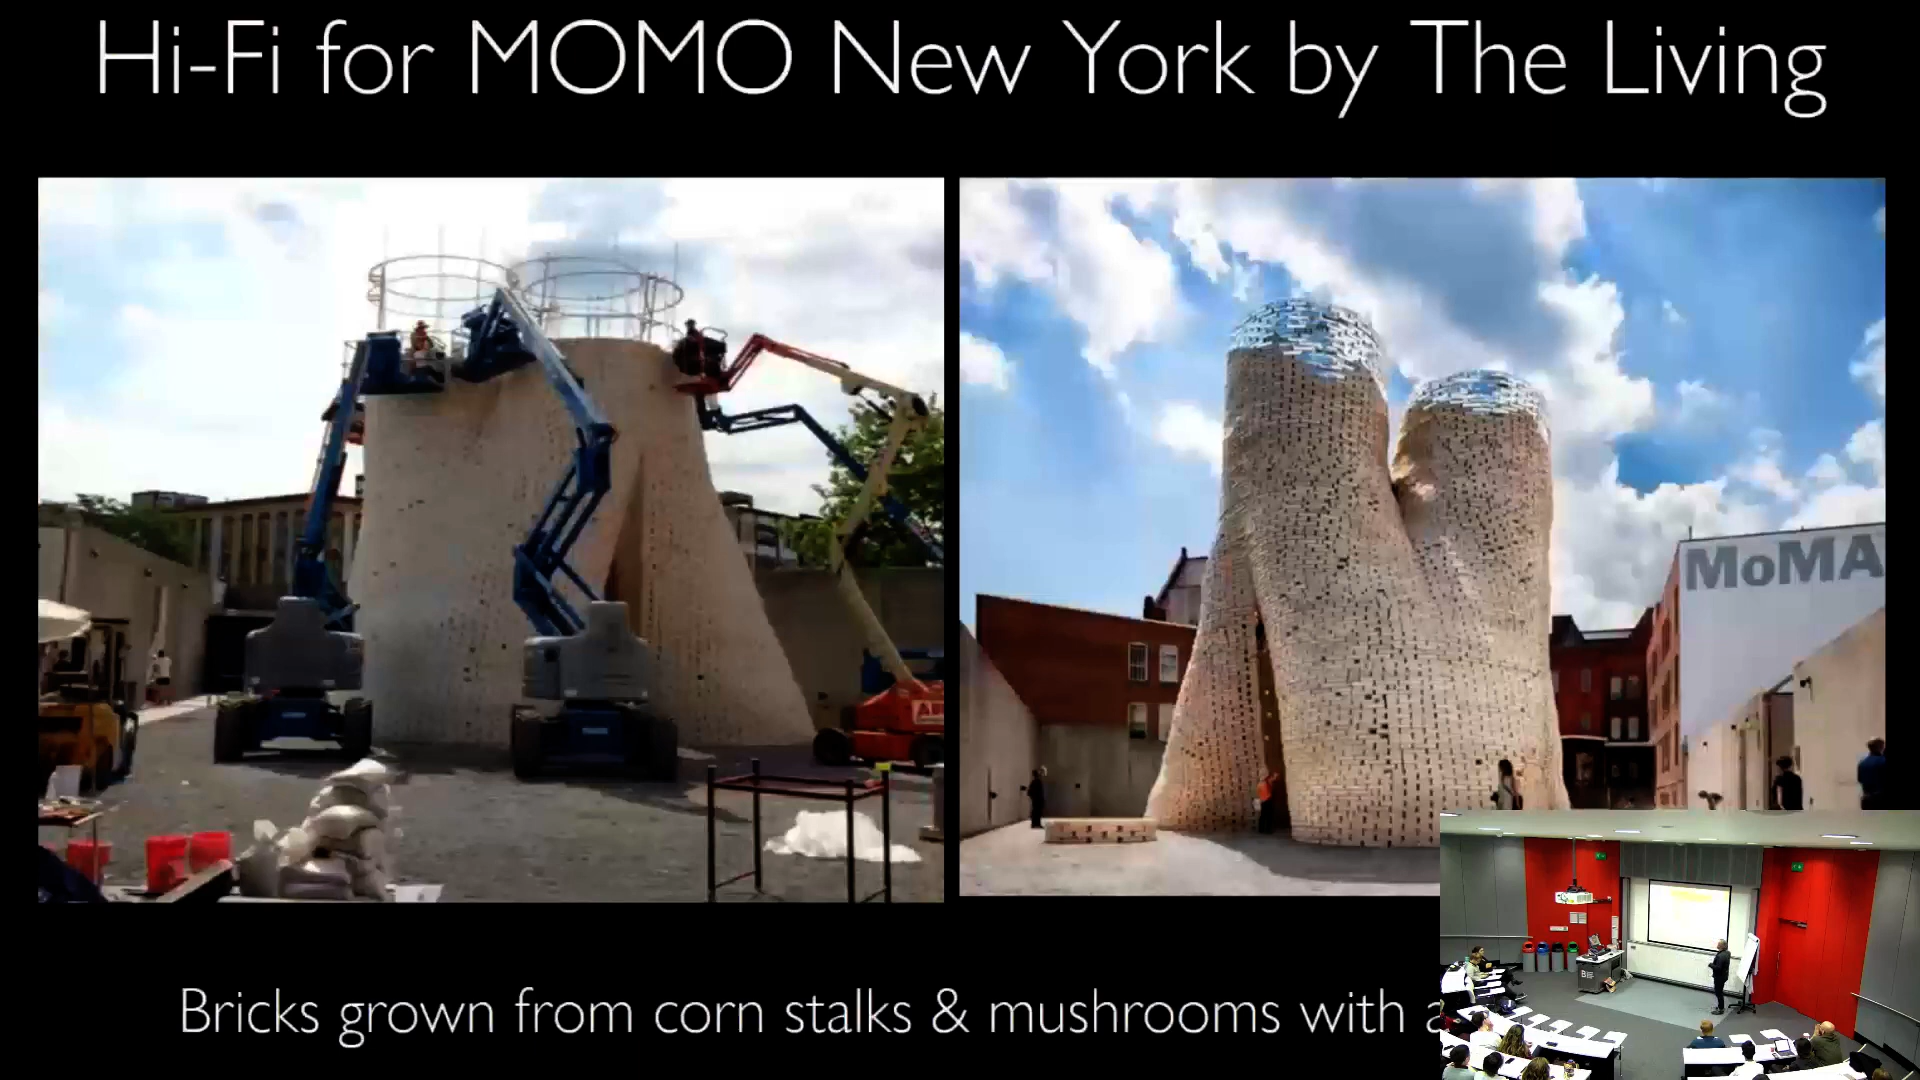 Hi-Fi for MOMO New York by The Living
MoMA
Bricks grown from corn stalks & mushrooms with a